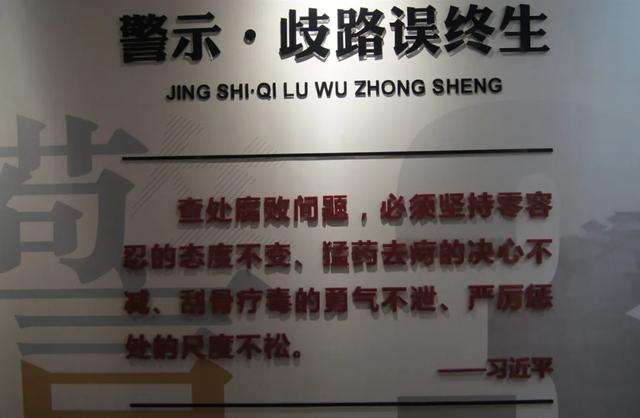 警示·歧路误终生
JING SHI·QI LU WU ZHONG SHENG
查处腐败问题，必须坚持零容
忍的态度不变、猛药去疴的决心不
减、刮骨疗毒的勇气不泄、严厉惩
处的尺度不松。
——习近平